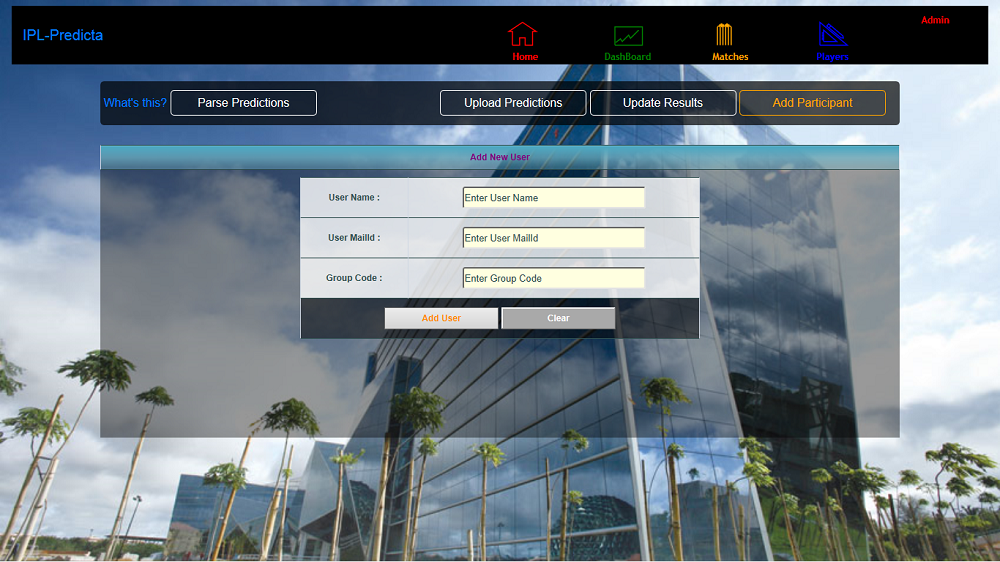 Admin
IPL-Predicta
Home DashBoard Matches Players
What's this? Parse Predictions Upload Predictions Update Results Add Participant
Add New User
User Name : Enter User Name
User MailId : Enter User MailId
Group Code : Enter Group Code
Add User Clear